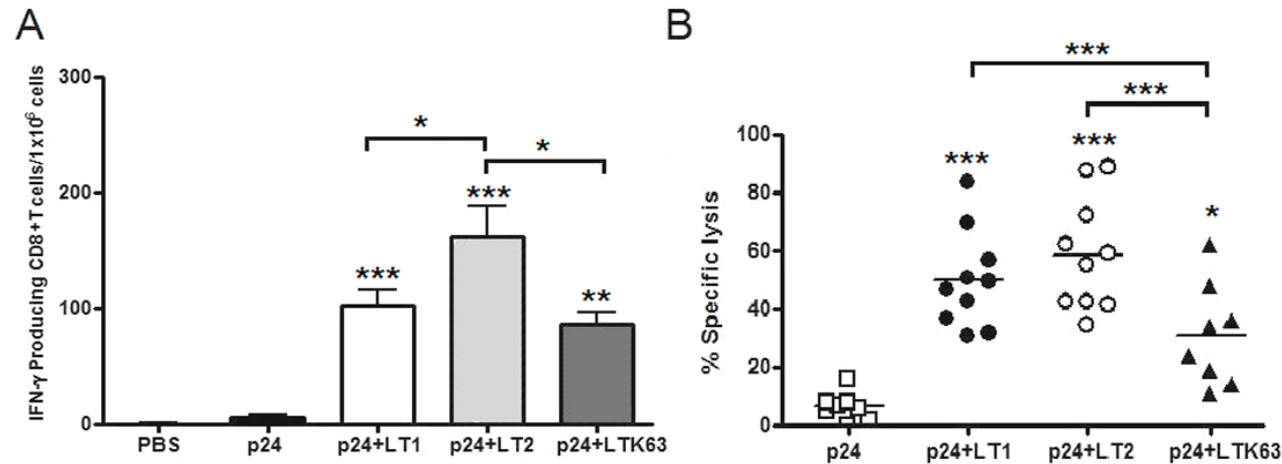 A
IFN-γ Producing CD8+T cells/1x10⁶ cells
300
200
100
0
*
*
***
***
**
PBS
p24
p24+LT1
p24+LT2
p24+LTK63
B
% Specific lysis
100
80
60
40
20
0
***
***
***
***
*
p24
p24+LT1
p24+LT2
p24+LTK63